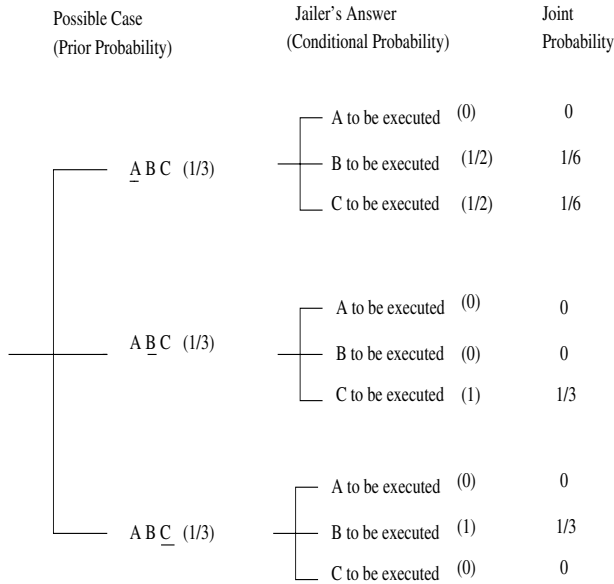 Possible Case Jailer's Answer Joint
(Prior Probability) (Conditional Probability) Probability
A to be executed (0) 0
A B C (1/3) B to be executed (1/2) 1/6
C to be executed (1/2) 1/6
A to be executed (0) 0
A B C (1/3) B to be executed (0) 0
C to be executed (1) 1/3
A to be executed (0) 0
A B C (1/3) B to be executed (1) 1/3
C to be executed (0) 0